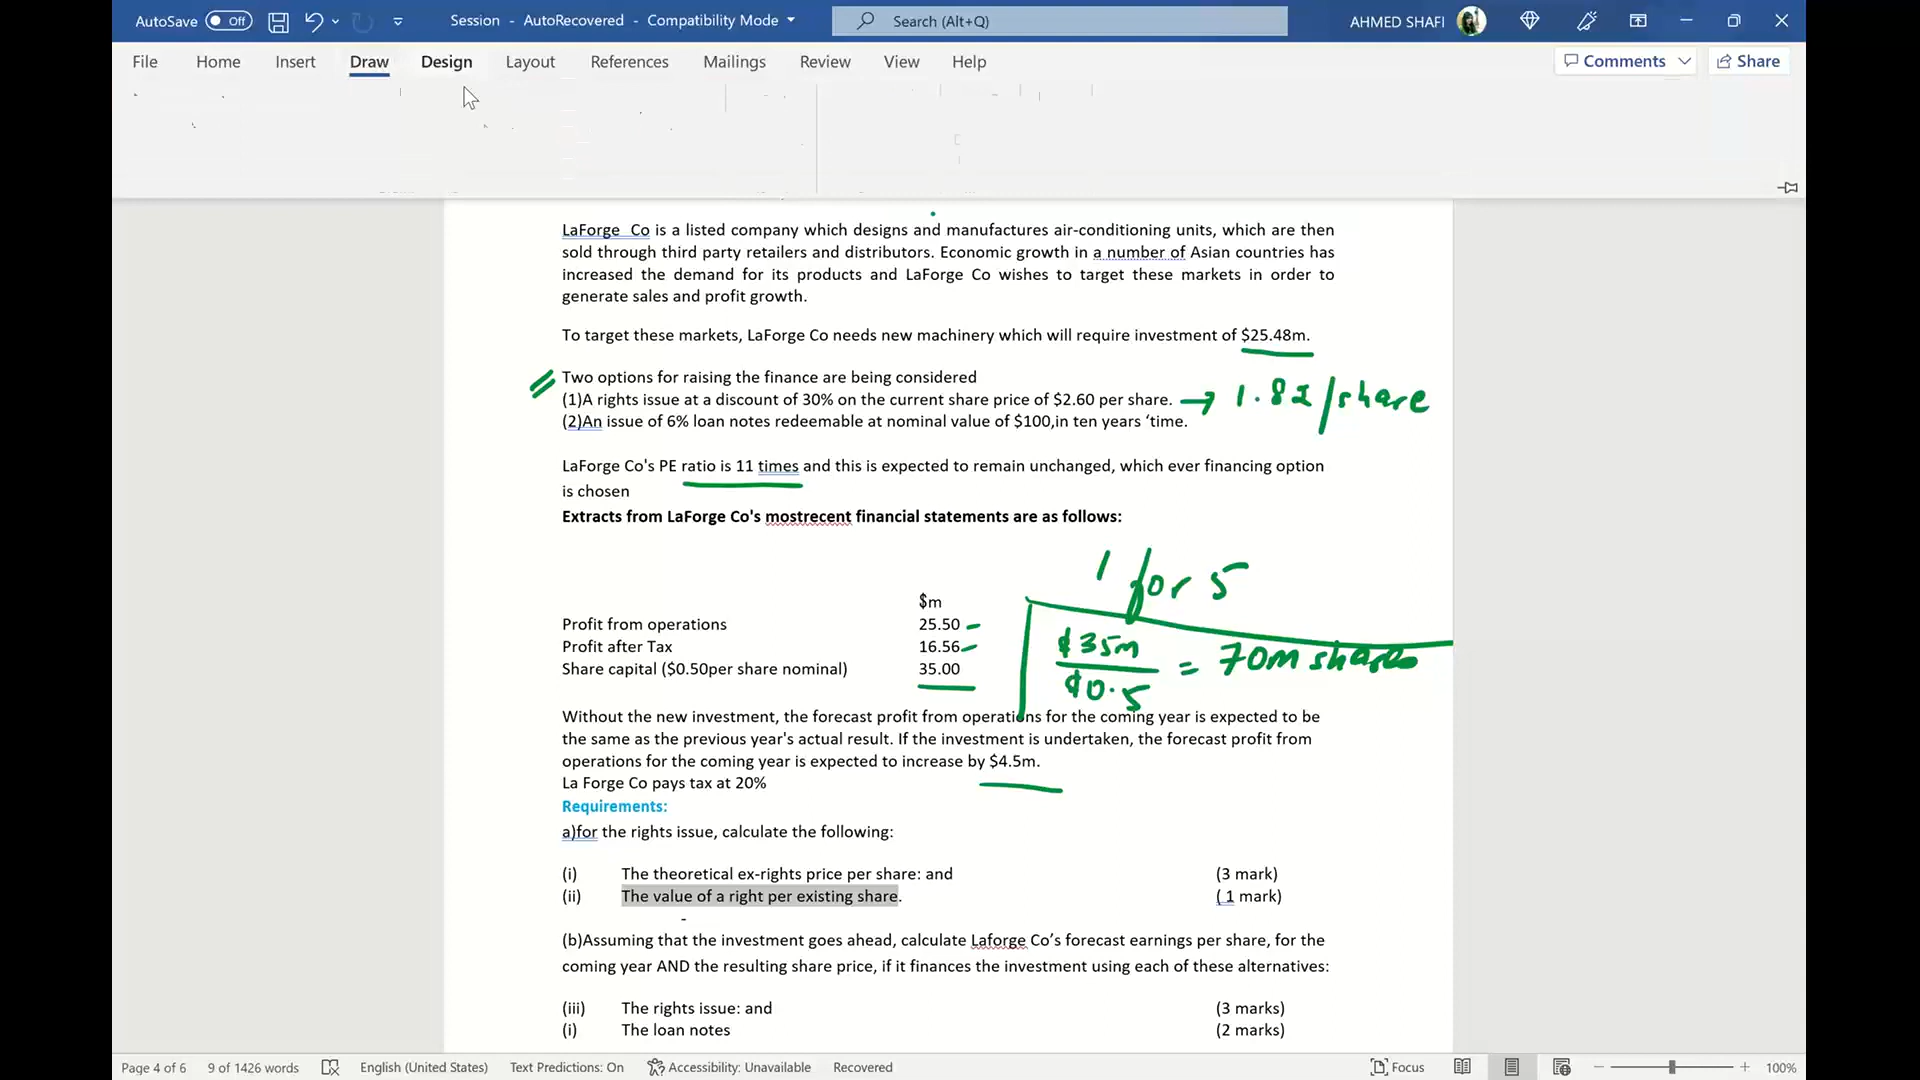 AutoSave Off Session - AutoRecovered - Compatibility Mode Search (Alt+Q) AHMED SHAFI
File Home Insert Draw Design Layout References Mailings Review View Help Comments Share
LaForge Co is a listed company which designs and manufactures air-conditioning units, which are then
sold through third party retailers and distributors. Economic growth in a number of Asian countries has
increased the demand for its products and LaForge Co wishes to target these markets in order to
generate sales and profit growth.
To target these markets, LaForge Co needs new machinery which will require investment of $25.48m.
Two options for raising the finance are being considered
(1)A rights issue at a discount of 30% on the current share price of $2.60 per share. → 1.82/share
(2)An issue of 6% loan notes redeemable at nominal value of $100,in ten years ‘time.
LaForge Co's PE ratio is 11 times and this is expected to remain unchanged, which ever financing option
is chosen
Extracts from LaForge Co's mostrecent financial statements are as follows:
1 for 5
$m
Profit from operations 25.50
Profit after Tax 16.56
Share capital ($0.50per share nominal) 35.00
$35m
$0.5
= 70m shares
Without the new investment, the forecast profit from operations for the coming year is expected to be
the same as the previous year's actual result. If the investment is undertaken, the forecast profit from
operations for the coming year is expected to increase by $4.5m.
La Forge Co pays tax at 20%
Requirements:
a)for the rights issue, calculate the following:
(i) The theoretical ex-rights price per share: and (3 mark)
(ii) The value of a right per existing share. ( 1 mark)
(b)Assuming that the investment goes ahead, calculate Laforge Co’s forecast earnings per share, for the
coming year AND the resulting share price, if it finances the investment using each of these alternatives:
(iii) The rights issue: and (3 marks)
(i) The loan notes (2 marks)
Page 4 of 6 9 of 1426 words English (United States) Text Predictions: On Accessibility: Unavailable Recovered Focus 100%